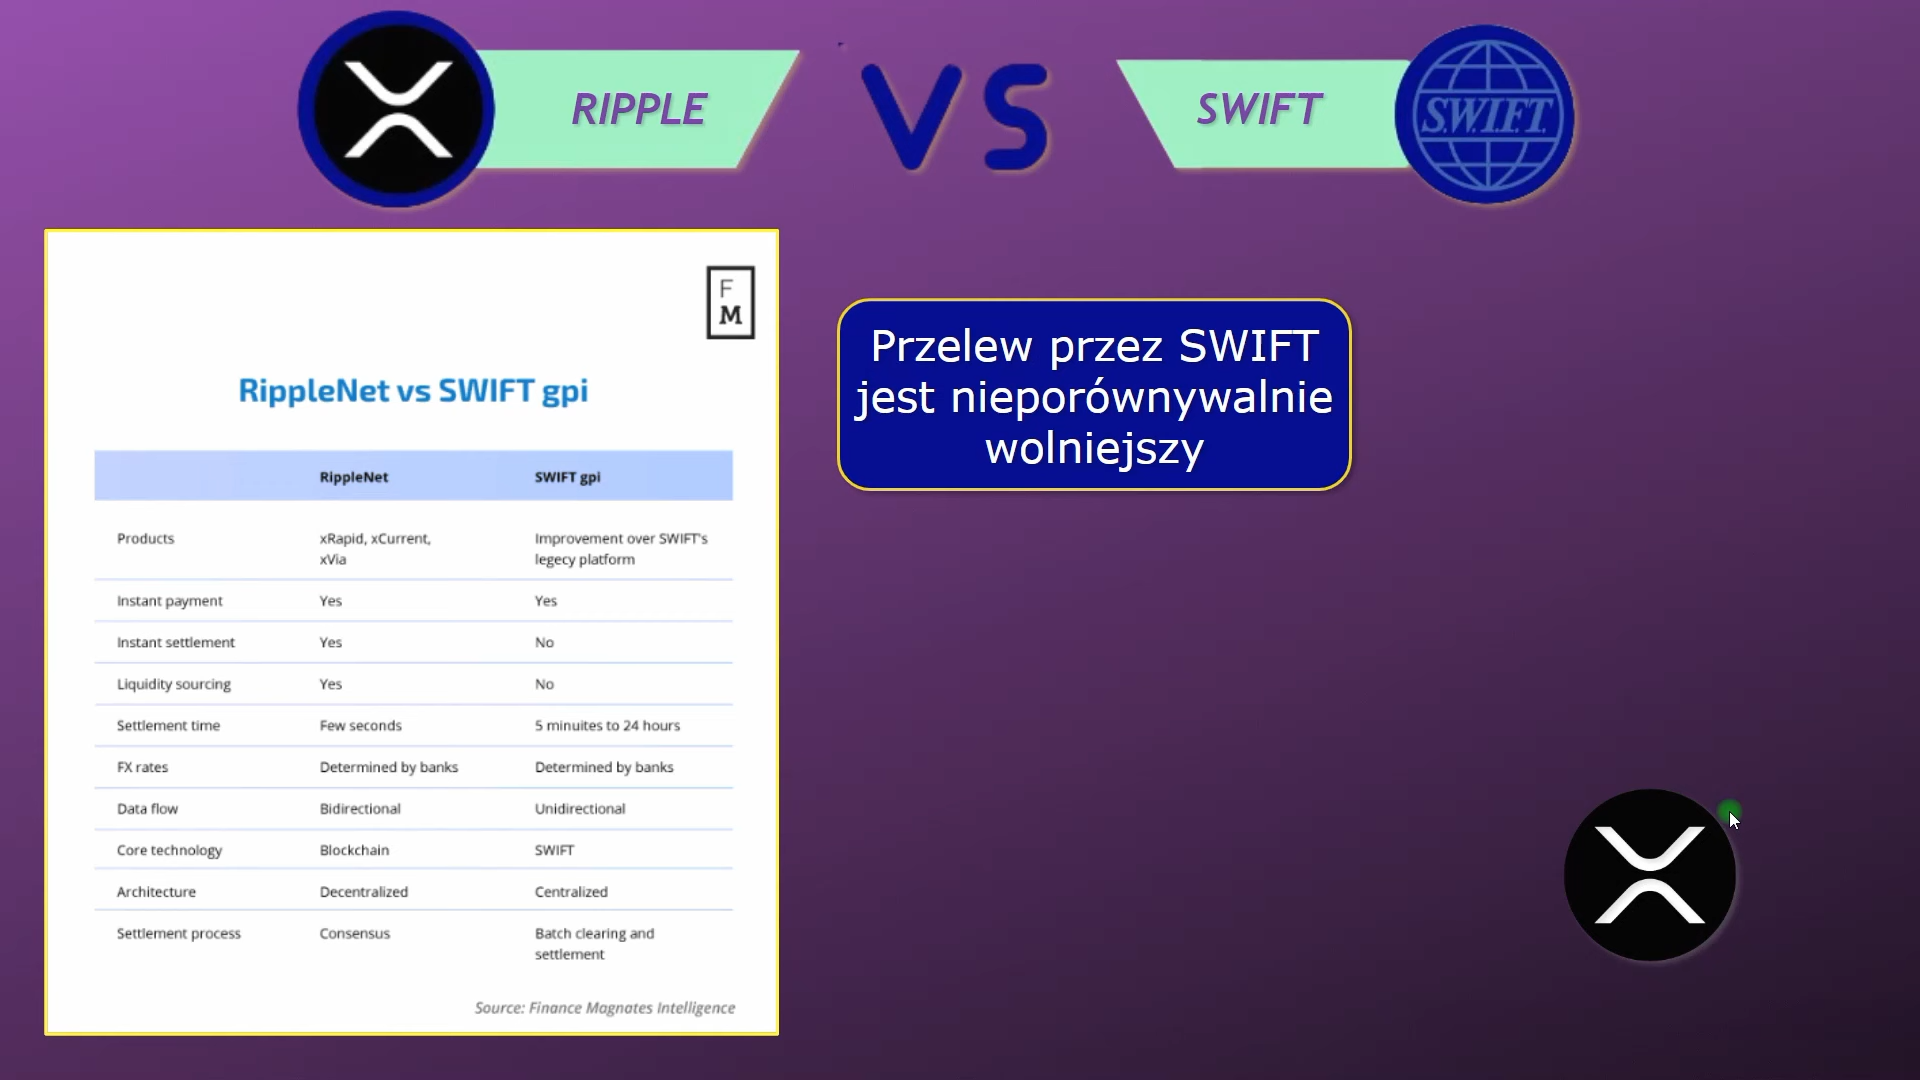 RIPPLE
VS
SWIFT
S.W.I.F.T.
F
M
RippleNet vs SWIFT gpi
RippleNet SWIFT gpi
Products xRapid, xCurrent, Improvement over SWIFT's
xVia legecy platform
Instant payment Yes Yes
Instant settlement Yes No
Liquidity sourcing Yes No
Settlement time Few seconds 5 minuites to 24 hours
FX rates Determined by banks Determined by banks
Data flow Bidirectional Unidirectional
Core technology Blockchain SWIFT
Architecture Decentralized Centralized
Settlement process Consensus Batch clearing and
settlement
Source: Finance Magnates Intelligence
Przelew przez SWIFT
jest nieporównywalnie
wolniejszy